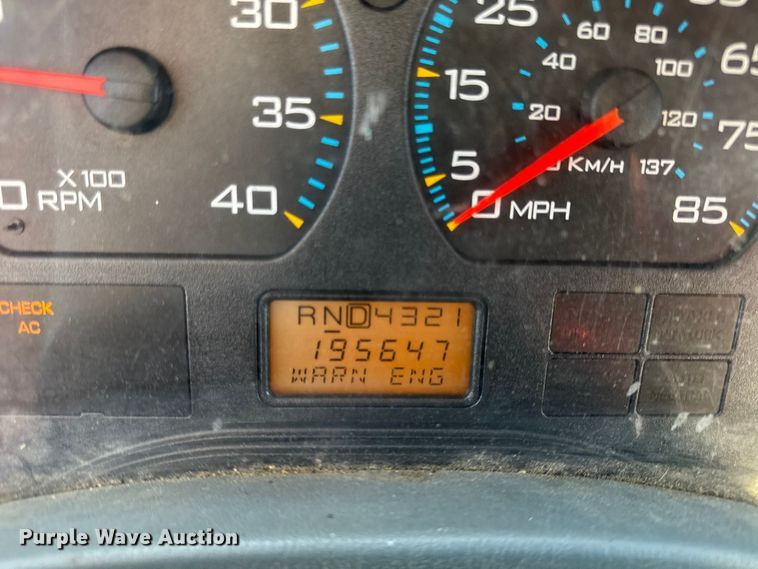 30
35
40
X100
RPM
25
15
5
0 MPH
60
80
40
100
65
20
120
75
KM/H
137
85
CHECK
AC
RND4321
195647
WARN ENG
Purple Wave Auction